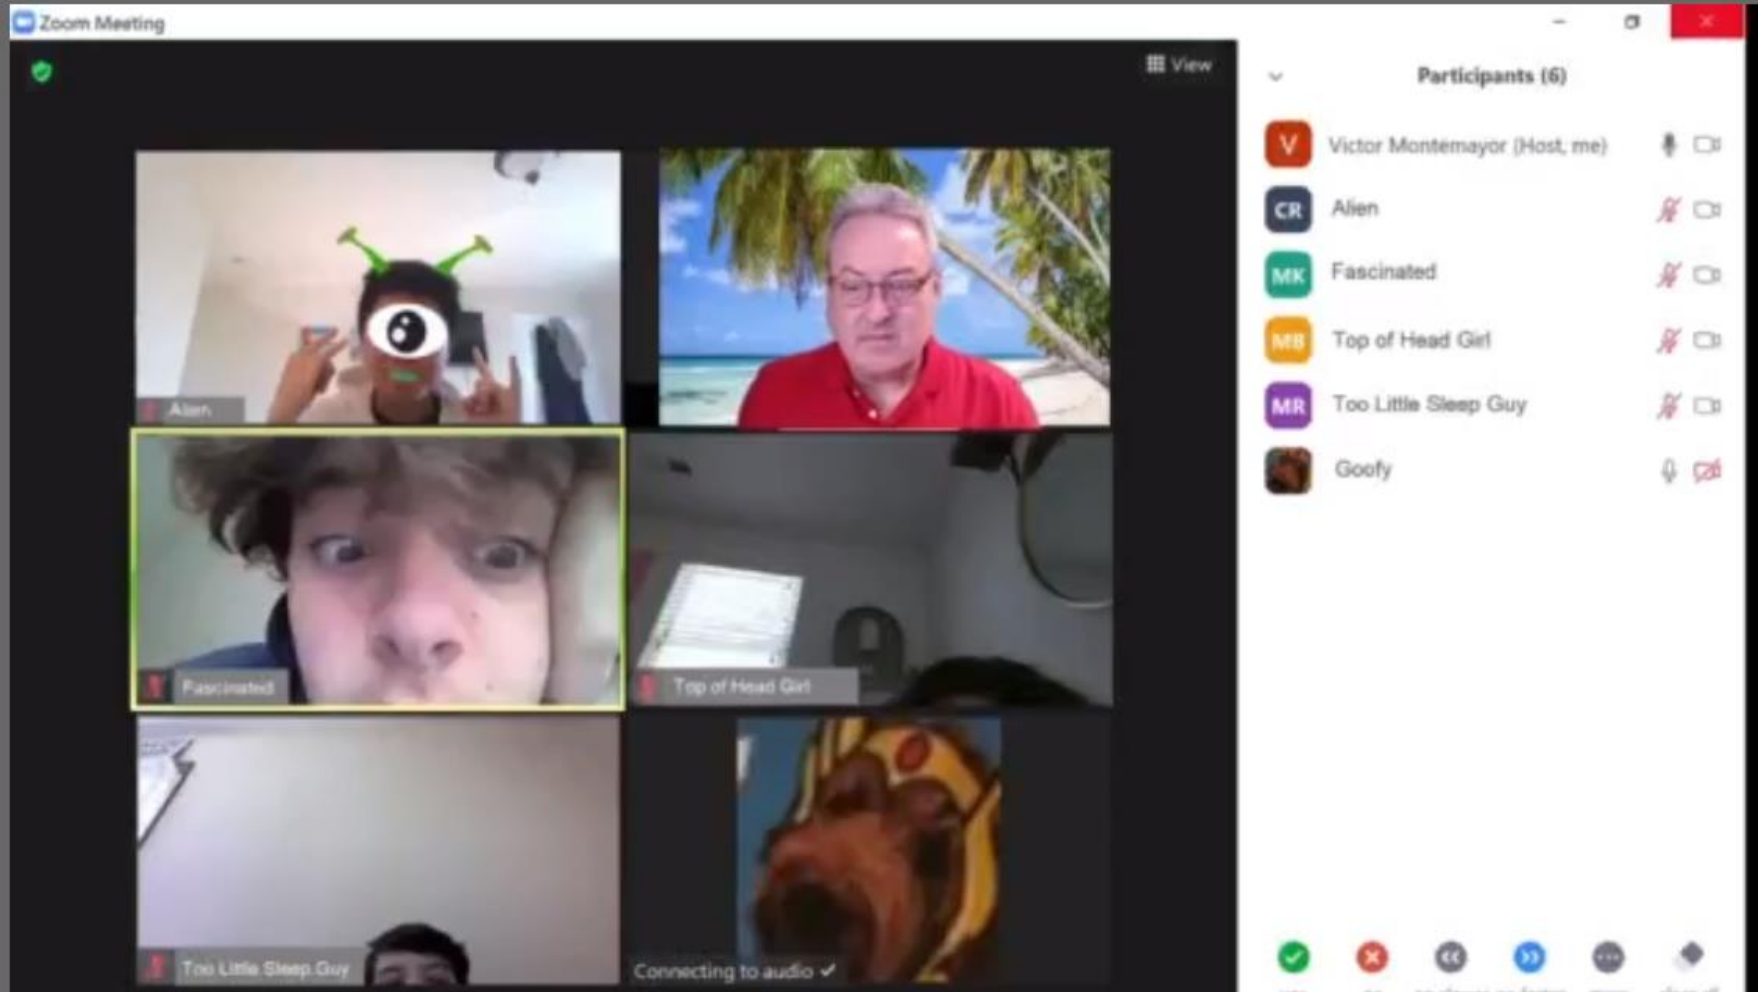 Zoom Meeting
View
Participants (6)
V Victor Montemayor (Host, me)
CR Alien
MK Fascinated
MB Top of Head Girl
MR Too Little Sleep Guy
Goofy
Alien
Fascinated
Top of Head Girl
Too Little Sleep Guy
Connecting to audio